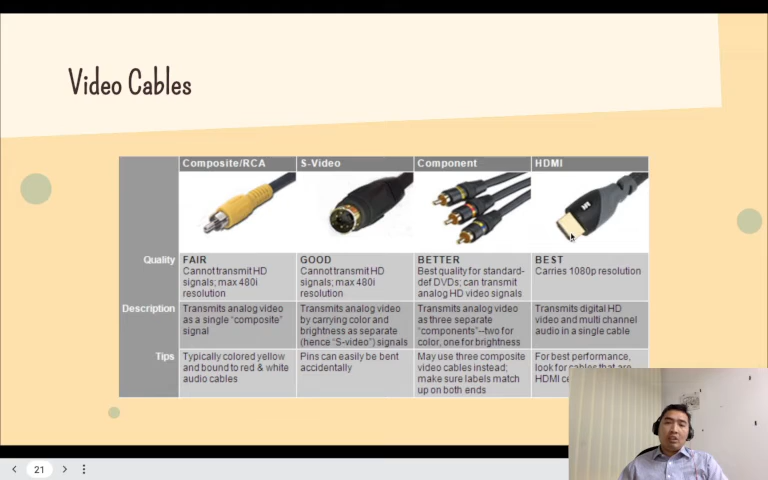 Video Cables
Composite/RCA
S-Video
Component
HDMI
Quality
FAIR
Cannot transmit HD
signals; max 480i
resolution
GOOD
Cannot transmit HD
signals; max 480i
resolution
BETTER
Best quality for standard-
def DVDs; can transmit
analog HD video signals
BEST
Carries 1080p resolution
Description
Transmits analog video
as a single "composite"
signal
Transmits analog video
by carrying color and
brightness as separate
(hence "S-video") signals
Transmits analog video
as three separate
"components"--two for
color, one for brightness
Transmits digital HD
video and multi channel
audio in a single cable
Tips
Typically colored yellow
and bound to red & white
audio cables
Pins can easily be bent
accidentally
May use three composite
video cables instead;
make sure labels match
up on both ends
For best performance,
look for cables that are
HDMI
21